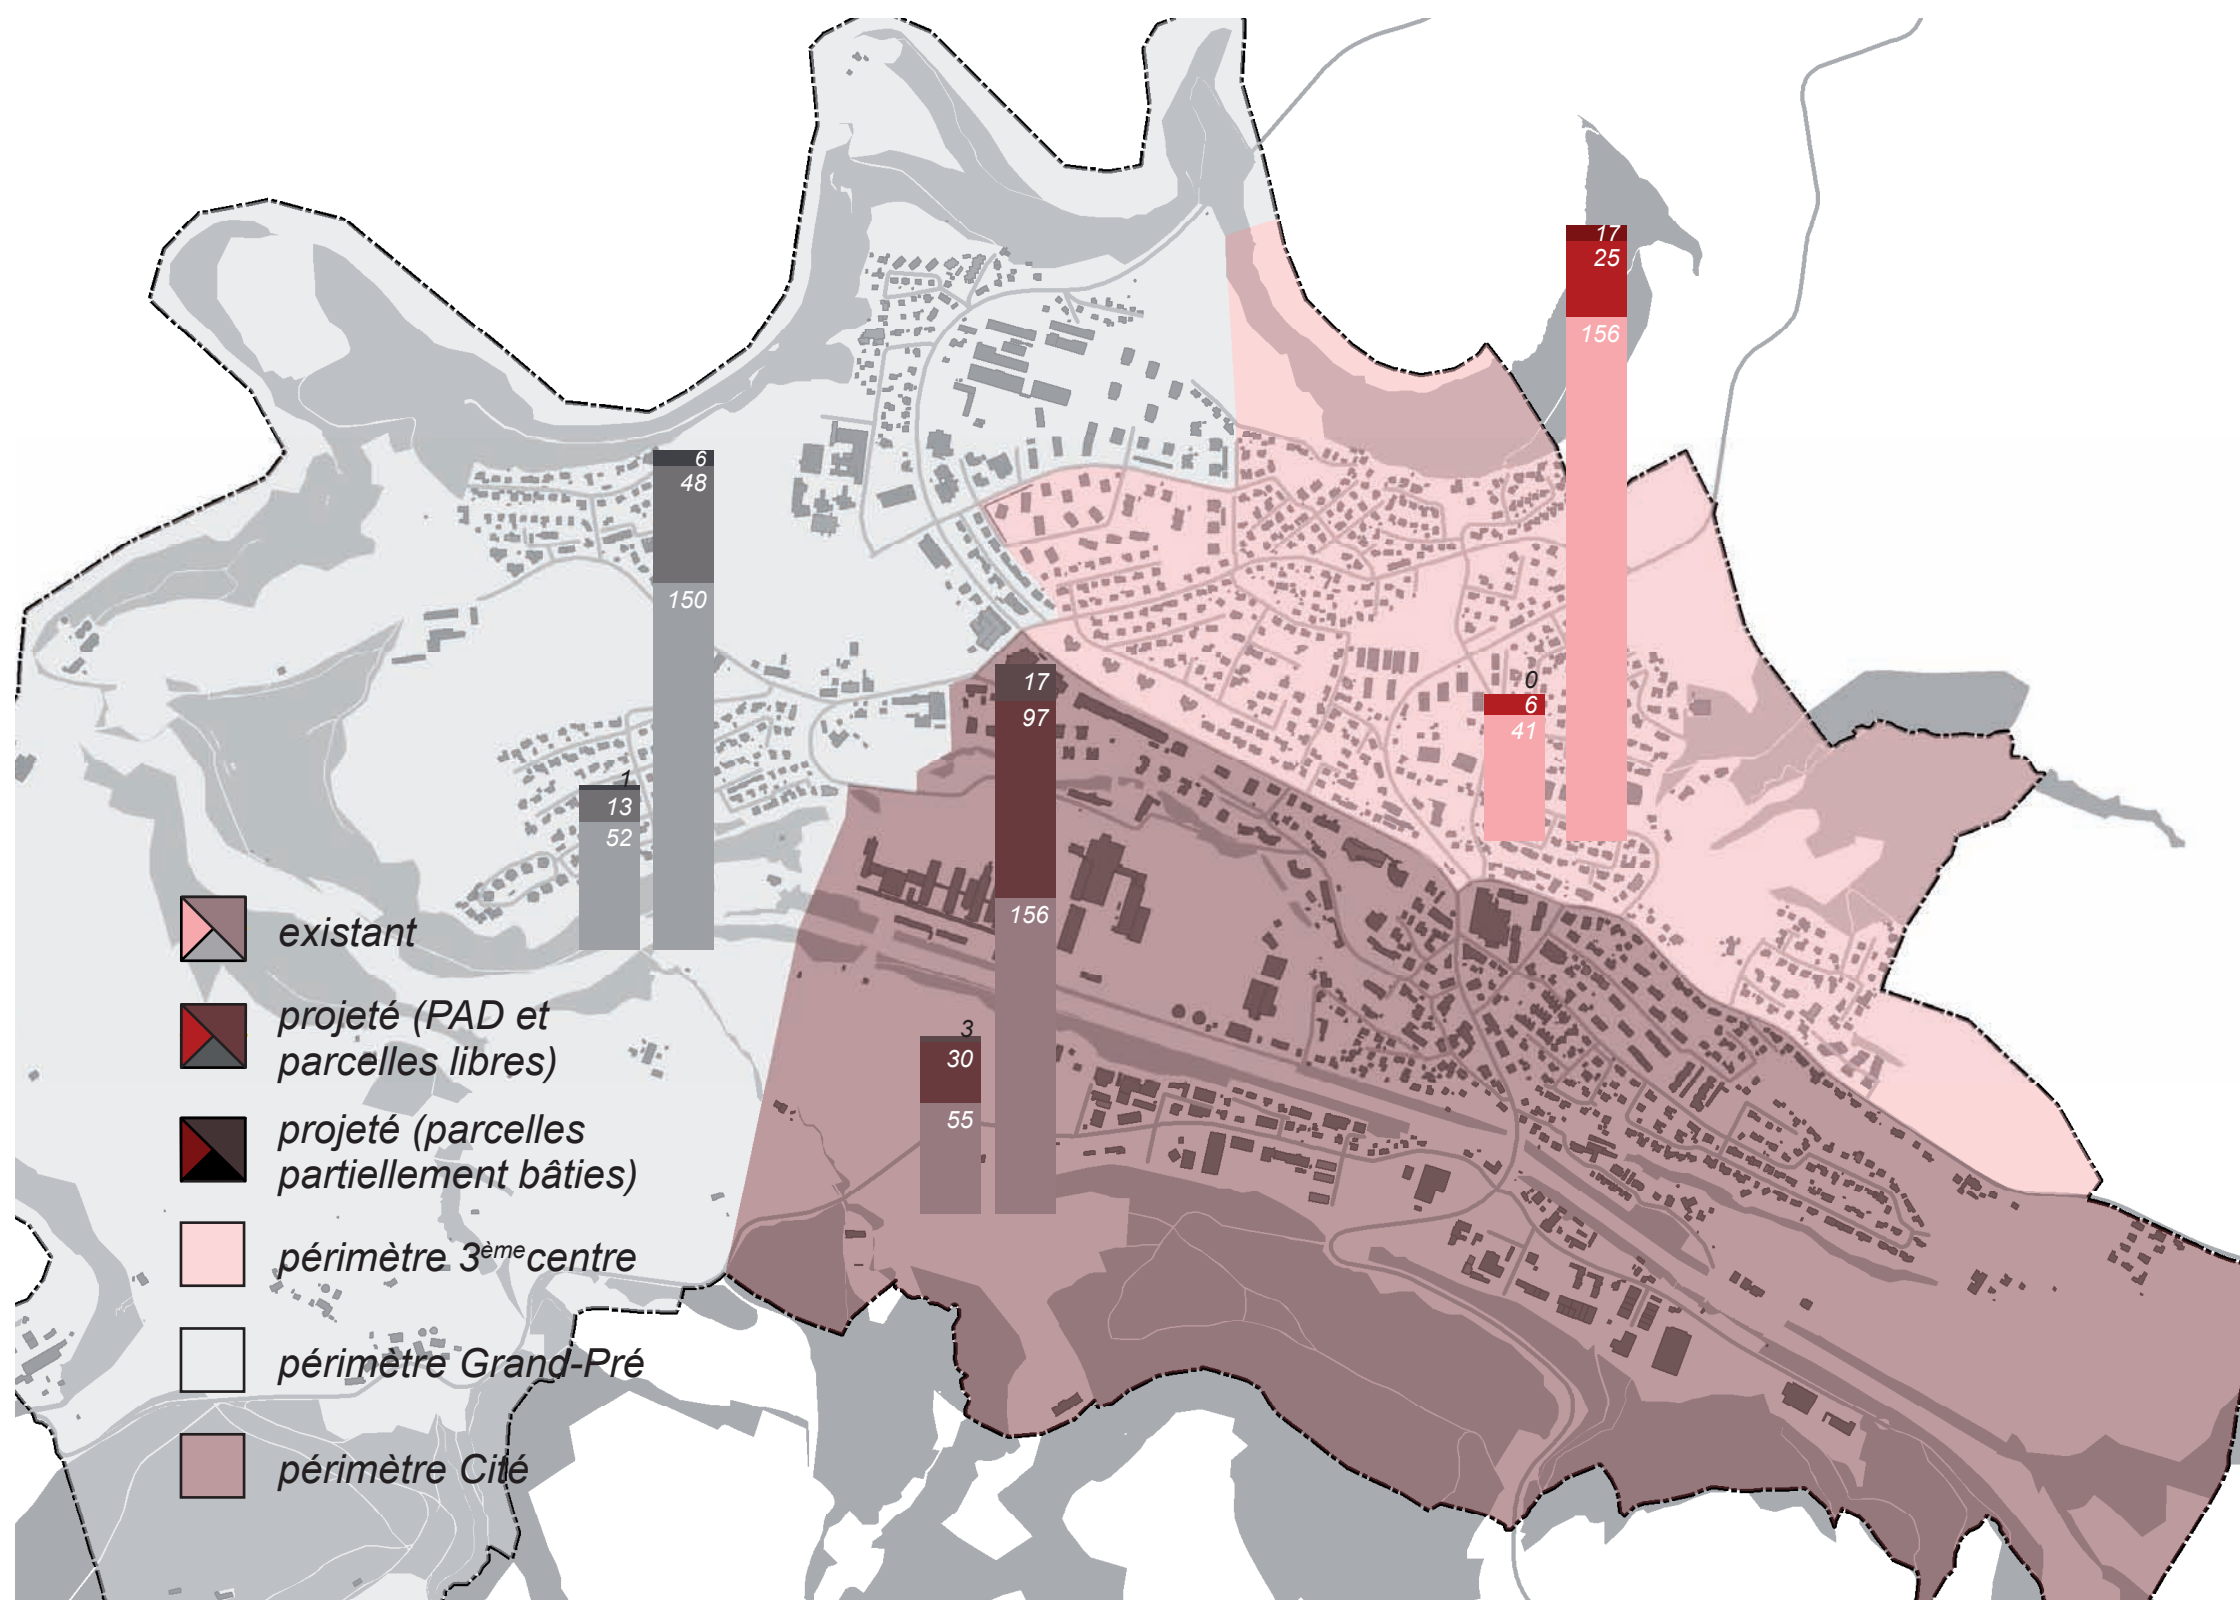 17
25
156
6
48
150
17
97
156
0
6
41
1
13
52
3
30
55
existant
projeté (PAD et
parcelles libres)
projeté (parcelles
partiellement bâties)
périmètre 3ème centre
périmètre Grand-Pré
périmètre Cité